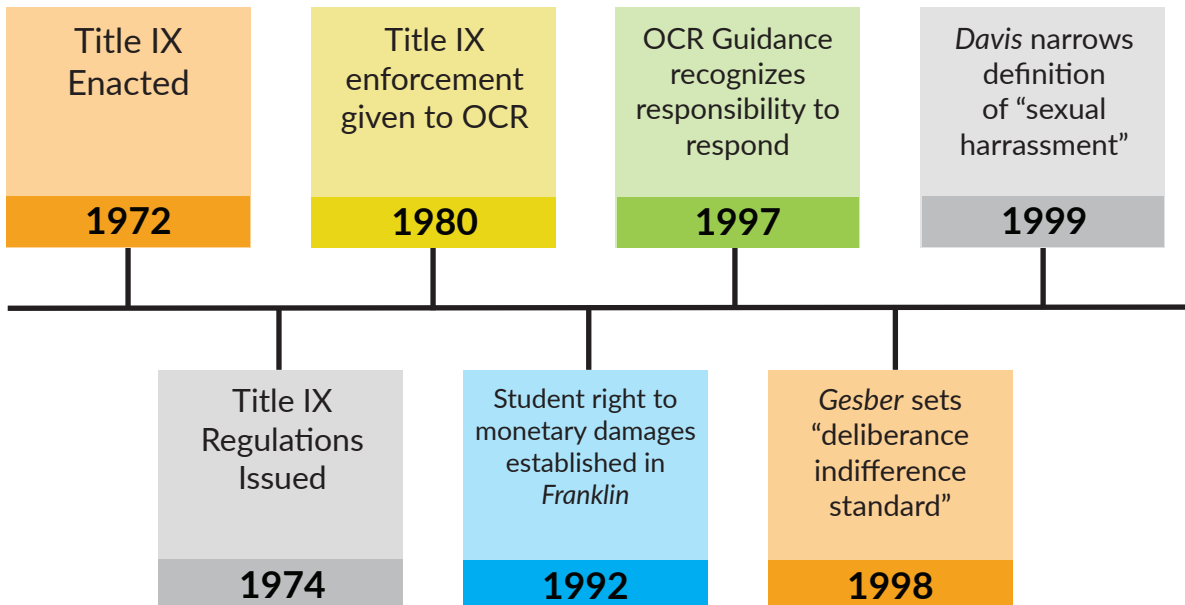 Title IX
Enacted
1972
Title IX
Regulations
Issued
1974
Title IX
enforcement
given to OCR
1980
Student right to
monetary damages
established in
Franklin
1992
OCR Guidance
recognizes
responsibility to
respond
1997
Gesber sets
“deliberance
indifference
standard”
1998
Davis narrows
definition
of “sexual
harrassment”
1999